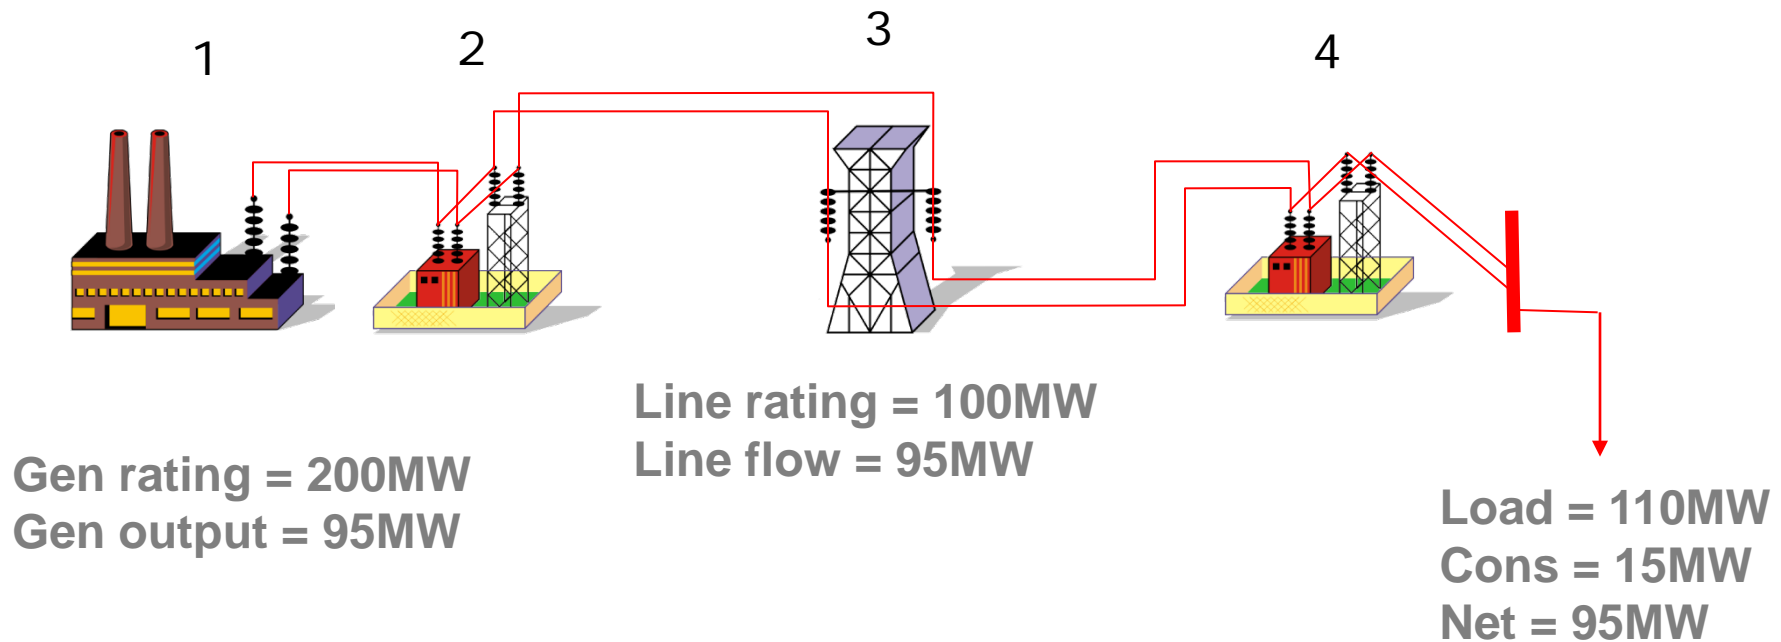 1
2
3
4
Line rating = 100MW
Line flow = 95MW
Gen rating = 200MW
Gen output = 95MW
Load = 110MW
Cons = 15MW
Net = 95MW